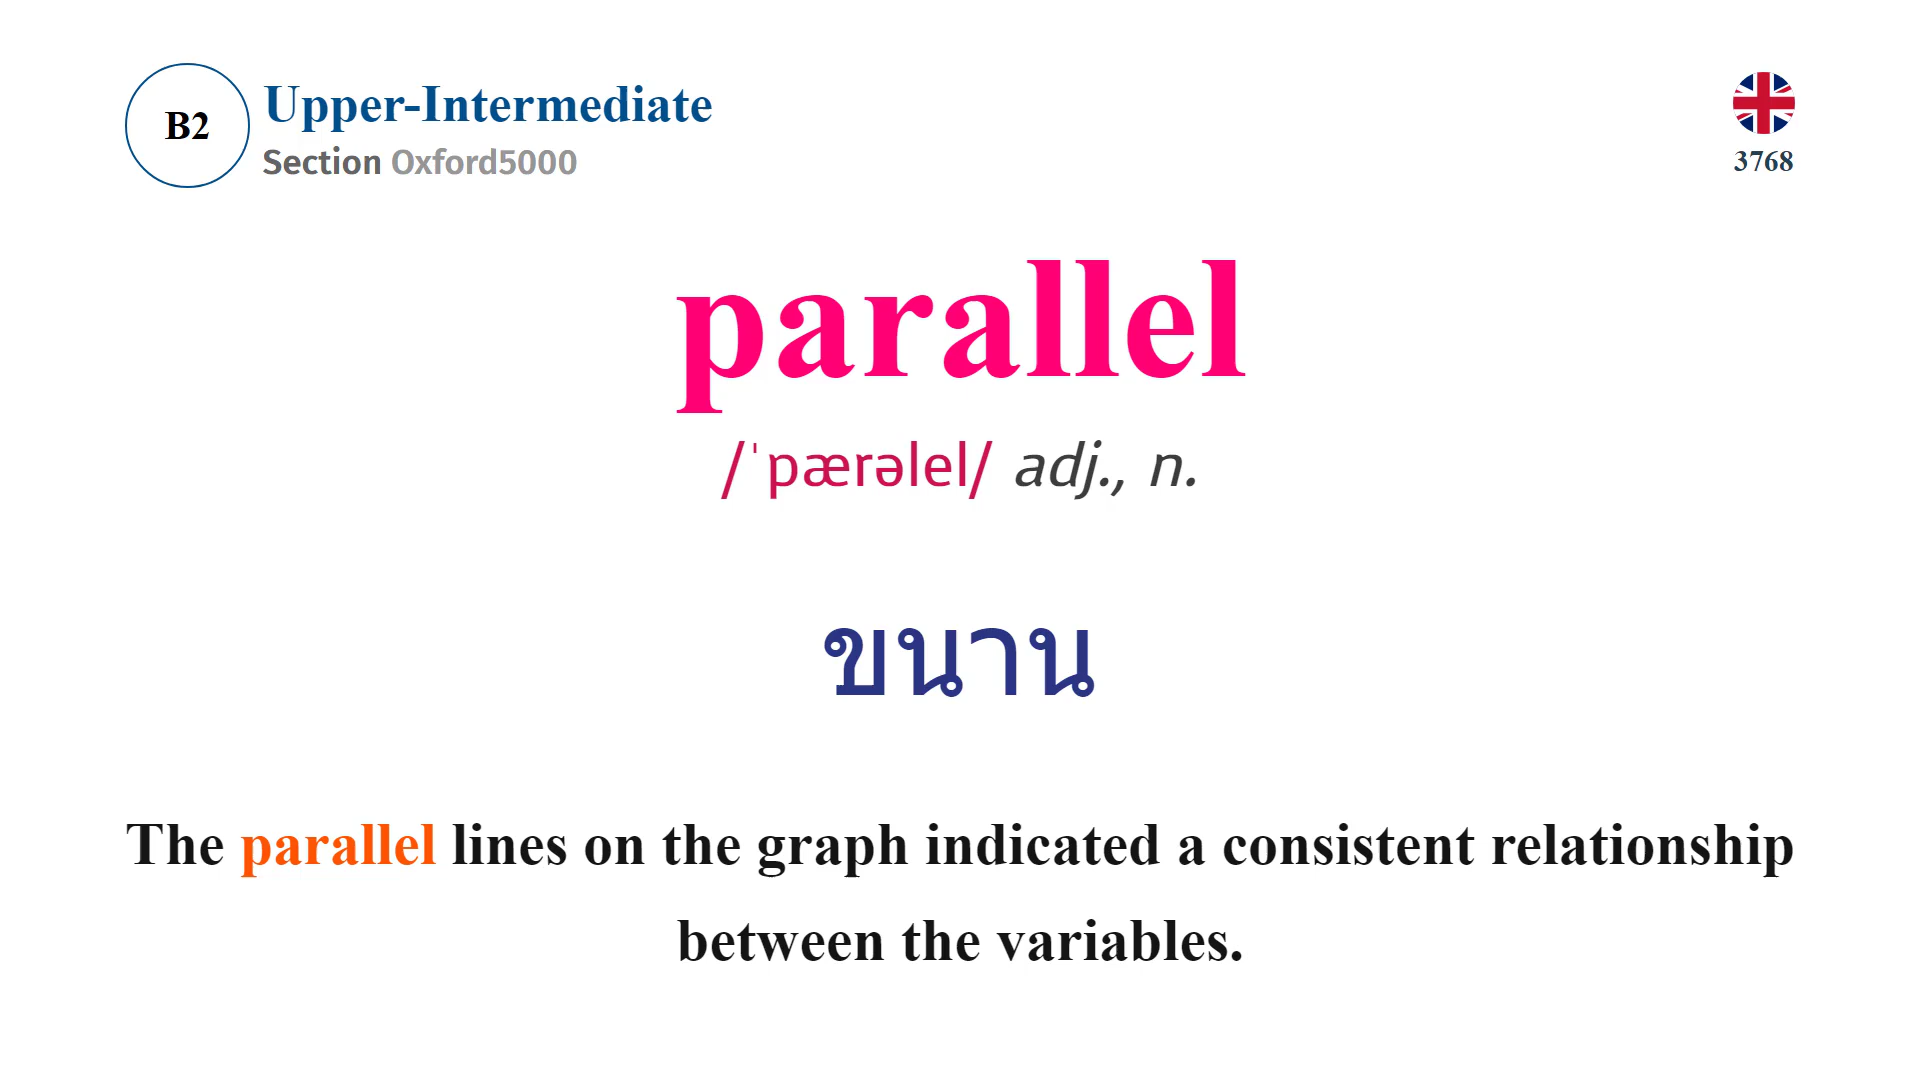 B2
Upper-Intermediate
Section Oxford5000
3768
parallel
/ˈpærəlel/ adj., n.
ขนาน
The parallel lines on the graph indicated a consistent relationship
between the variables.